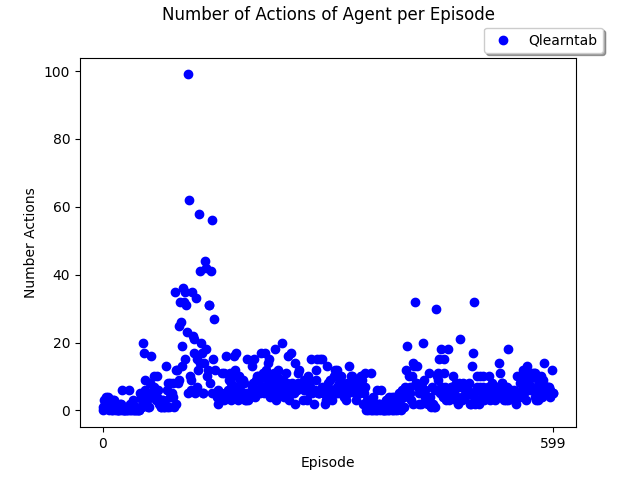 Number of Actions of Agent per Episode
Qlearntab
100
80
60
40
20
0
Number Actions
0
599
Episode